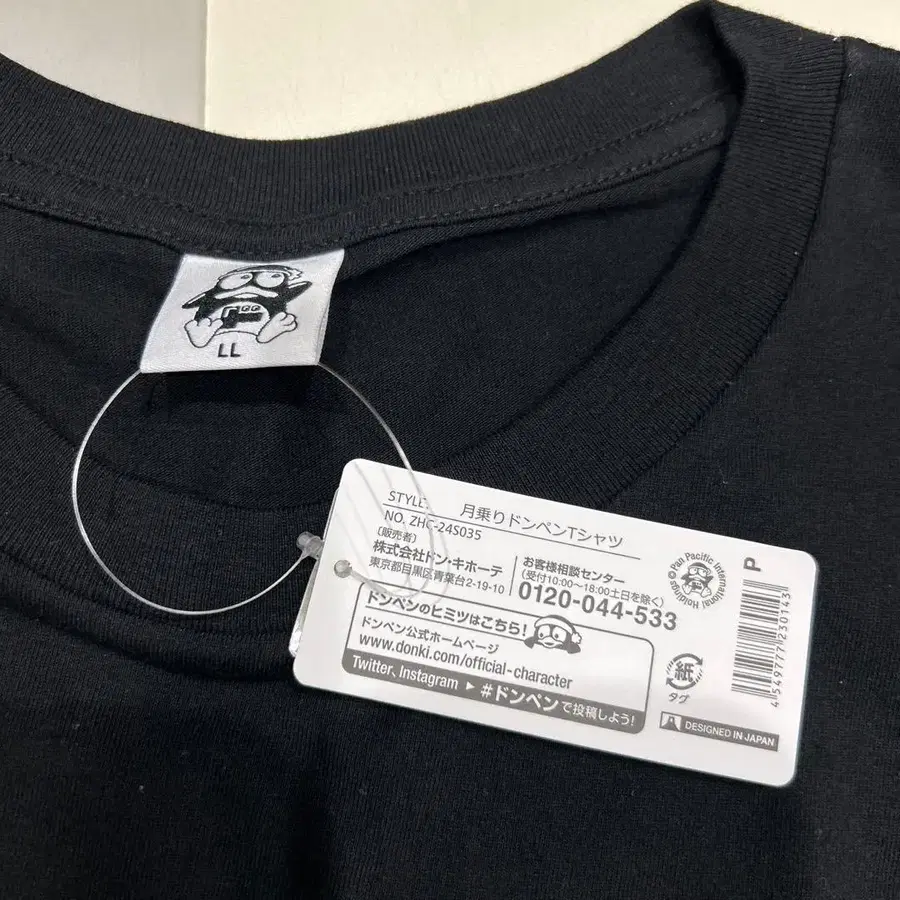 LL
STYLE
NO. ZHC-24S035
月乗りドンペンTシャツ
〔販売者〕
株式会社ドン・キホーテ
東京都目黒区青葉台2-19-10
お客様相談センター
(受付10:00~18:00土日を除く)
0120-044-533
ドンペンのヒミツはこちら!
ドンペン公式ホームページ
www.donki.com/official-character
Twitter, Instagram ▶ #ドンペンで投稿しよう!
©Pan Pacific International Holdings
紙
タグ
P
4549777230143
DESIGNED IN JAPAN